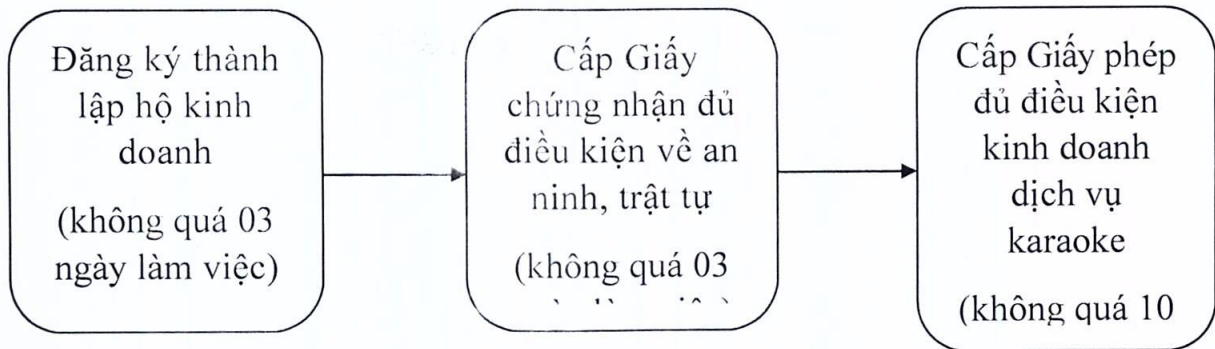 Đăng ký thành
lập hộ kinh
doanh
(không quá 03
ngày làm việc)
Cấp Giấy
chứng nhận đủ
điều kiện về an
ninh, trật tự
(không quá 03
Cấp Giấy phép
đủ điều kiện
kinh doanh
dịch vụ
karaoke
(không quá 10